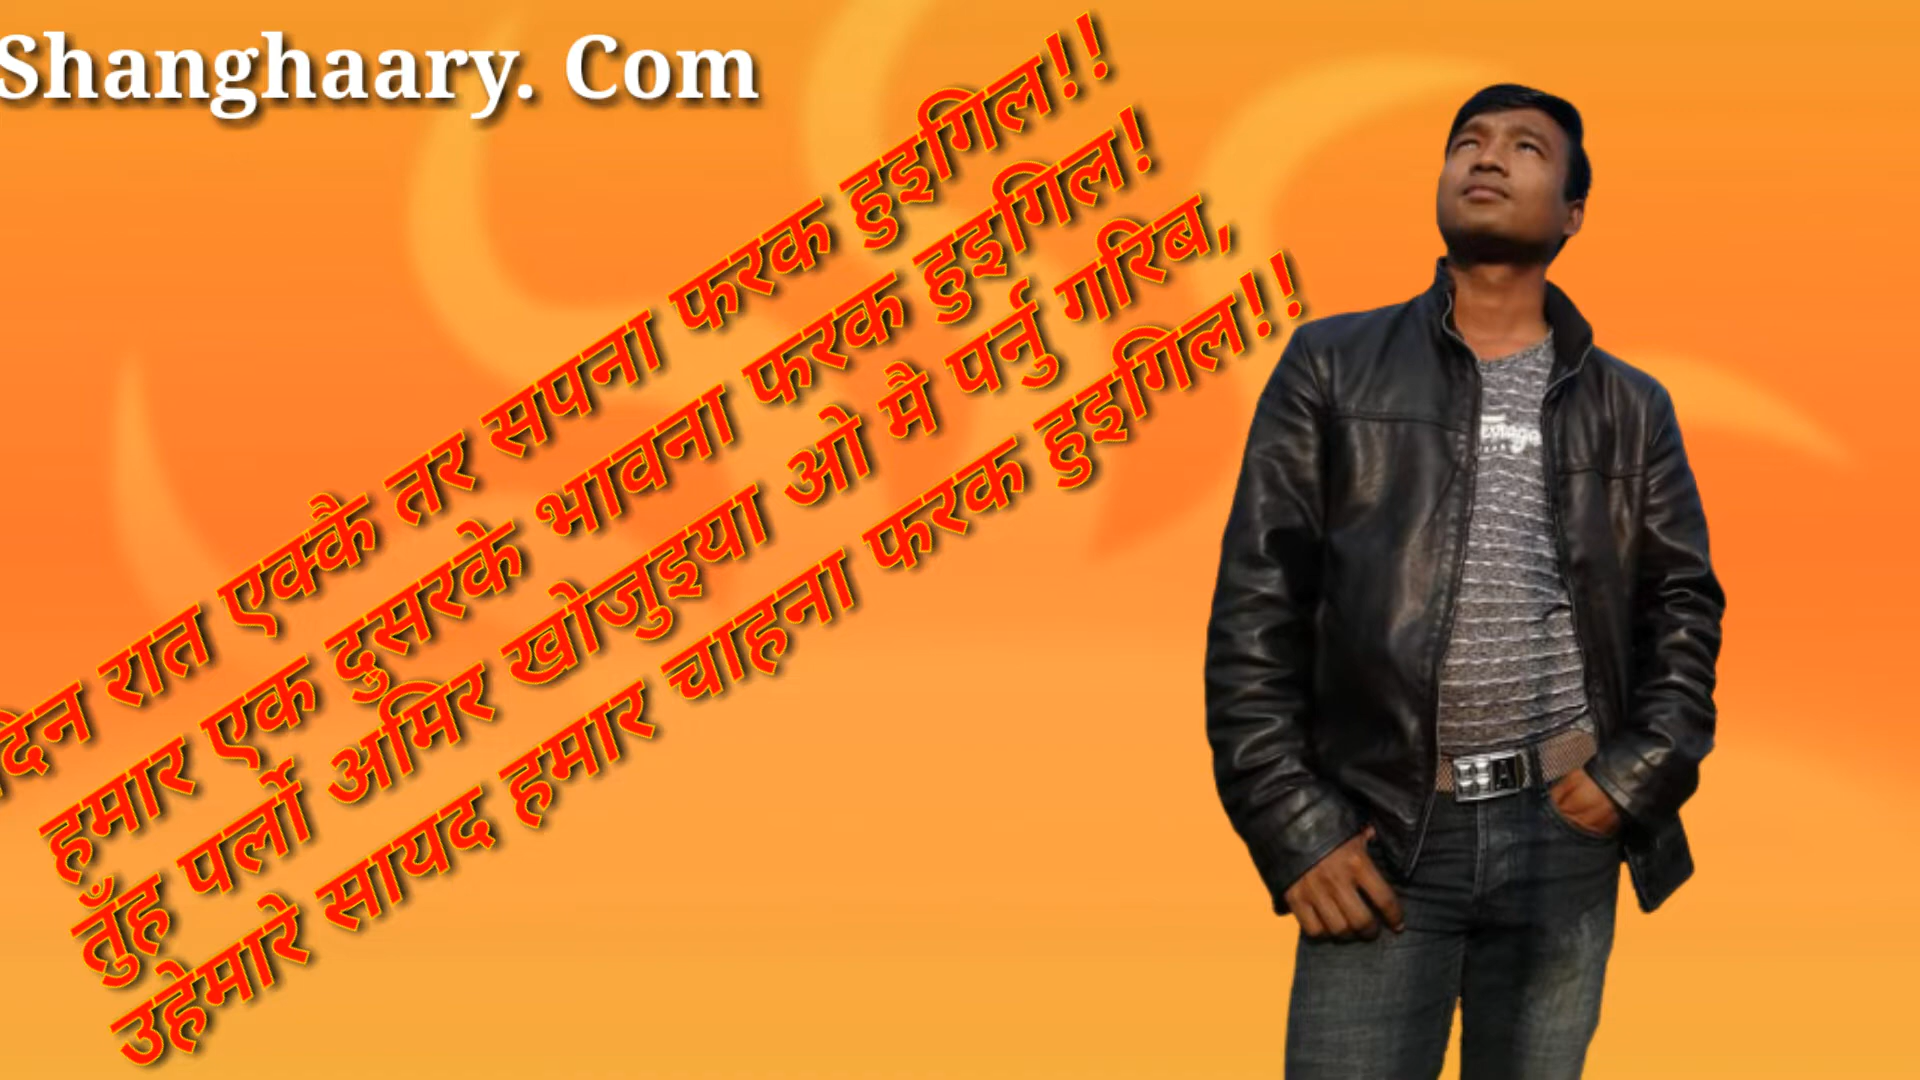 Shanghaary. Com
दिन रात एक्कै तर सपना फरक हुइगिल!!
हमार एक दुसरके भावना फरक हुइगिल!
तुँह पर्लो अमिर खोजुइया ओ मै पर्नु गरिब,
उहेमारे सायद हमार चाहना फरक हुइगिल!!